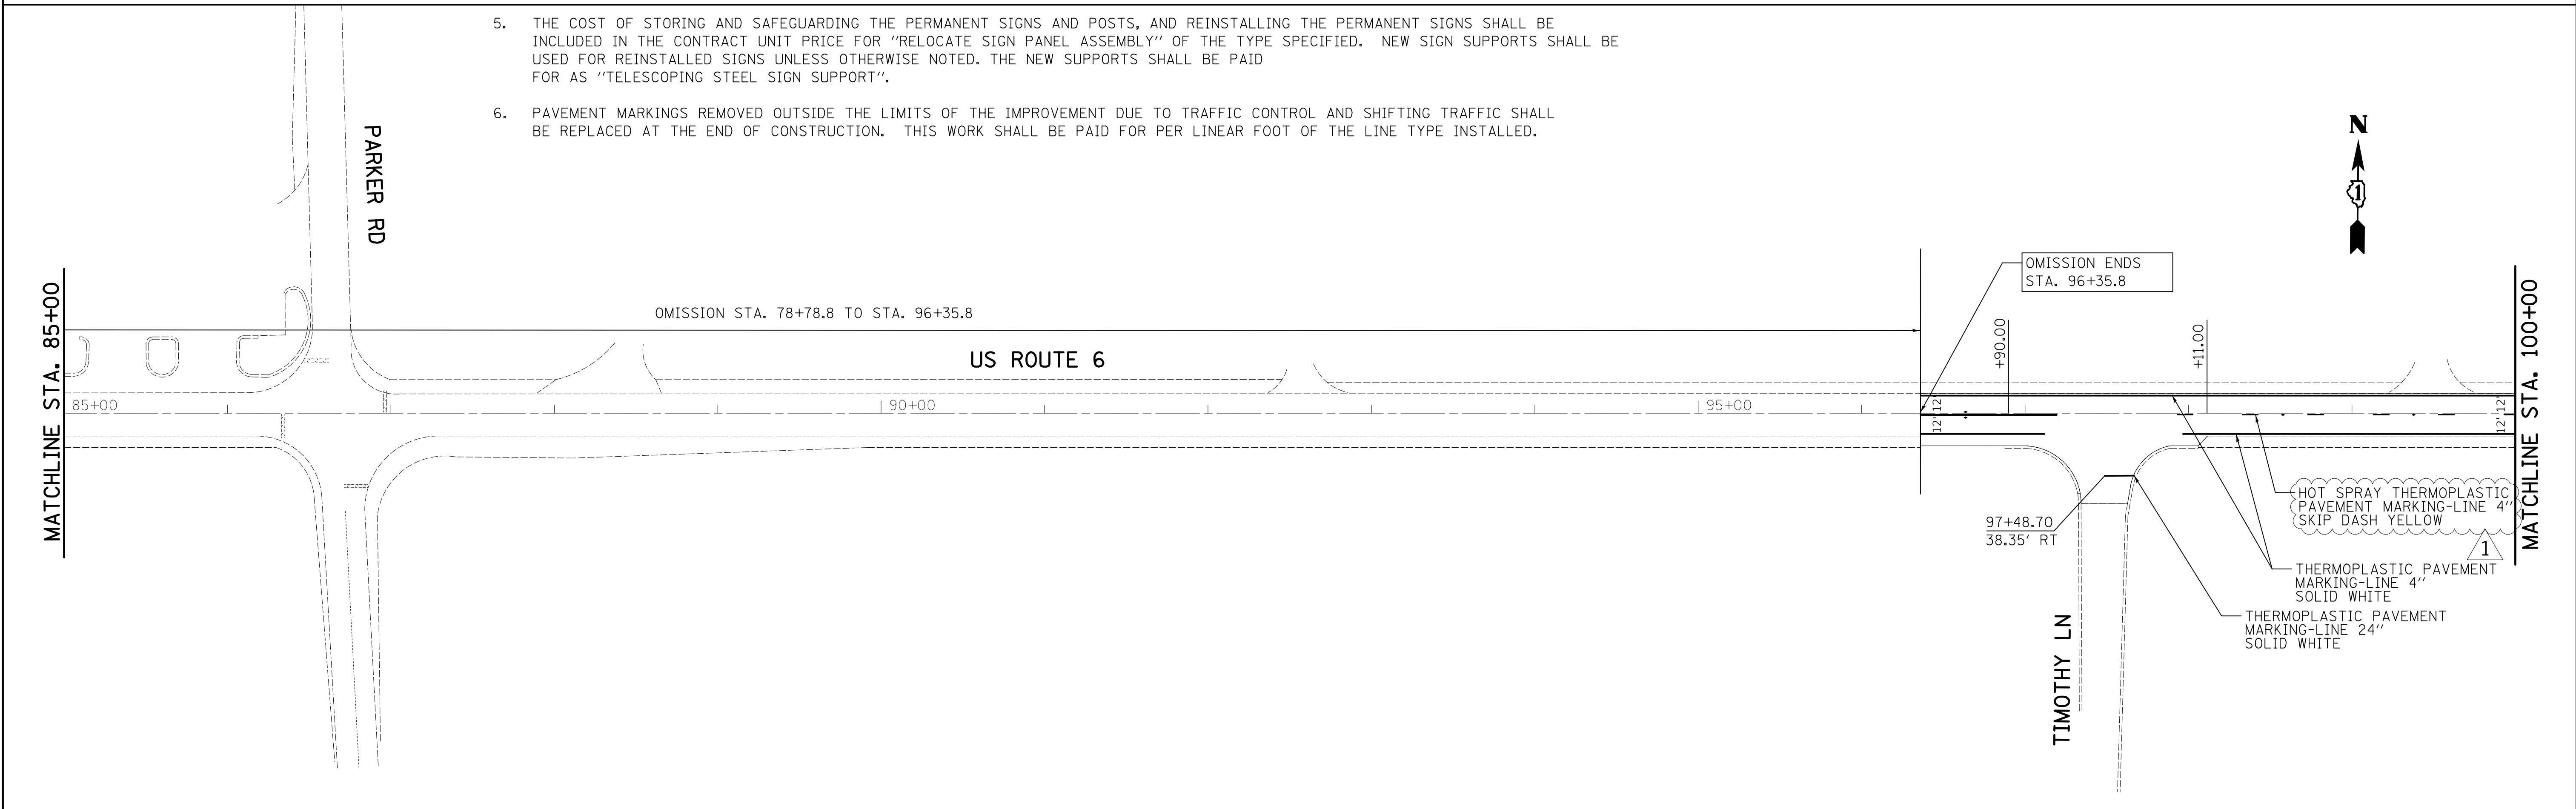 5. THE COST OF STORING AND SAFEGUARDING THE PERMANENT SIGNS AND POSTS, AND REINSTALLING THE PERMANENT SIGNS SHALL BE
INCLUDED IN THE CONTRACT UNIT PRICE FOR "RELOCATE SIGN PANEL ASSEMBLY" OF THE TYPE SPECIFIED. NEW SIGN SUPPORTS SHALL BE
USED FOR REINSTALLED SIGNS UNLESS OTHERWISE NOTED. THE NEW SUPPORTS SHALL BE PAID
FOR AS "TELESCOPING STEEL SIGN SUPPORT".
6. PAVEMENT MARKINGS REMOVED OUTSIDE THE LIMITS OF THE IMPROVEMENT DUE TO TRAFFIC CONTROL AND SHIFTING TRAFFIC SHALL
BE REPLACED AT THE END OF CONSTRUCTION. THIS WORK SHALL BE PAID FOR PER LINEAR FOOT OF THE LINE TYPE INSTALLED.
PARKER RD
N
1
MATCHLINE STA. 85+00
OMISSION STA. 78+78.8 TO STA. 96+35.8
US ROUTE 6
OMISSION ENDS
STA. 96+35.8
+90.00
+11.00
MATCHLINE STA. 100+00
85+00
90+00
95+00
12' 12'
12' 12'
97+48.70
38.35' RT
HOT SPRAY THERMOPLASTIC
PAVEMENT MARKING-LINE 4"
SKIP DASH YELLOW
1
THERMOPLASTIC PAVEMENT
MARKING-LINE 4"
SOLID WHITE
THERMOPLASTIC PAVEMENT
MARKING-LINE 24"
SOLID WHITE
TIMOTHY LN